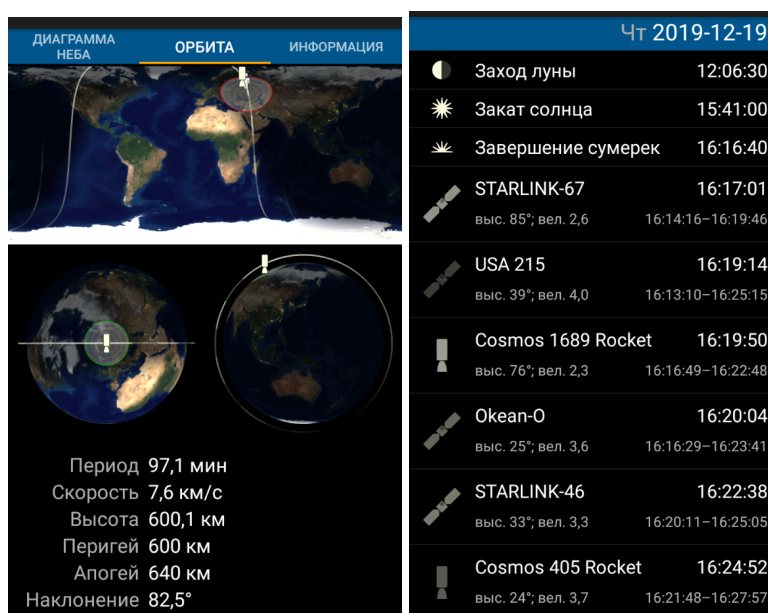 ДИАГРАММА
НЕБА
ОРБИТА
ИНФОРМАЦИЯ
Период 97,1 мин
Скорость 7,6 км/с
Высота 600,1 км
Перигей 600 км
Апогей 640 км
Наклонение 82,5°
Чт 2019-12-19
Заход луны 12:06:30
Закат солнца 15:41:00
Завершение сумерек 16:16:40
STARLINK-67 16:17:01
выс. 85°; вел. 2,6 16:14:16–16:19:46
USA 215 16:19:14
выс. 39°; вел. 4,0 16:13:10–16:25:15
Cosmos 1689 Rocket 16:19:50
выс. 76°; вел. 2,3 16:16:49–16:22:48
Okean-O 16:20:04
выс. 25°; вел. 3,6 16:16:29–16:23:41
STARLINK-46 16:22:38
выс. 33°; вел. 3,3 16:20:11–16:25:05
Cosmos 405 Rocket 16:24:52
выс. 24°; вел. 3,7 16:21:48–16:27:57